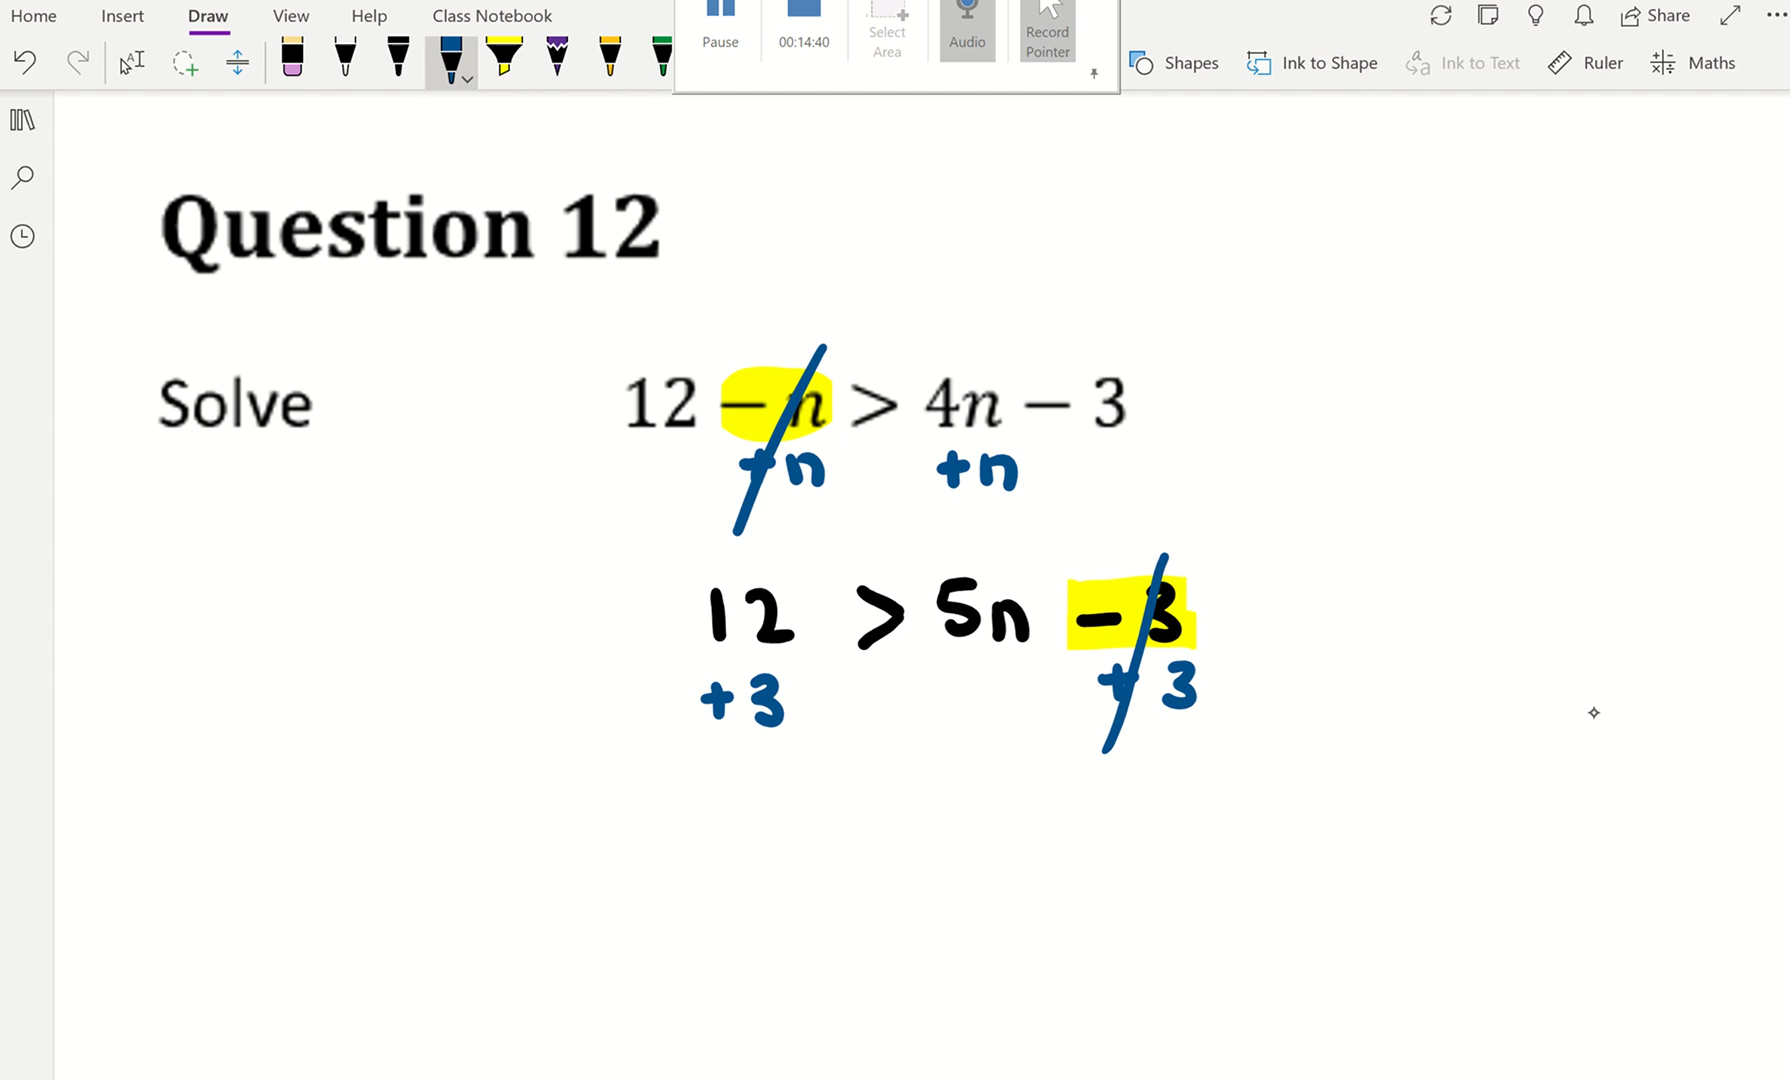 Home Insert Draw View Help Class Notebook
Pause 00:14:40 Select Area Audio Record Pointer
Share
Shapes Ink to Shape Ink to Text Ruler Maths
Question 12
Solve 12 − n > 4n − 3
+n +n
12 > 5n −3
+3 +3